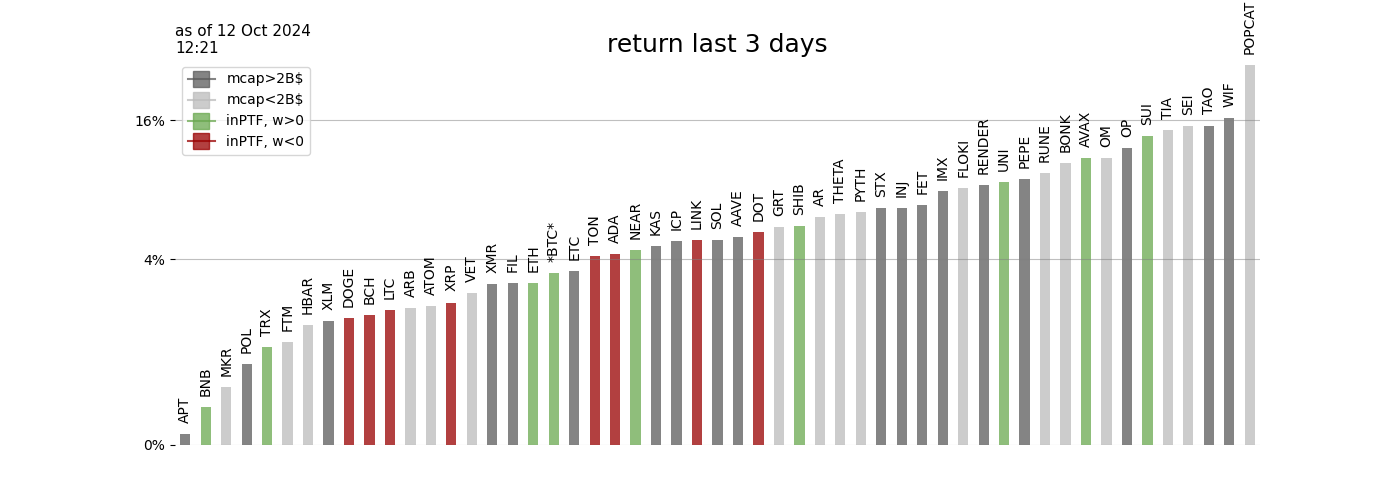 as of 12 Oct 2024
12:21
return last 3 days
mcap>2B$
mcap<2B$
inPTF, w>0
inPTF, w<0
16%
4%
0%
APT
BNB
MKR
POL
TRX
FTM
HBAR
XLM
DOGE
BCH
LTC
ARB
ATOM
XRP
VET
XMR
FIL
ETH
*BTC*
ETC
TON
ADA
NEAR
KAS
ICP
LINK
SOL
AAVE
DOT
GRT
SHIB
AR
THETA
PYTH
STX
INJ
FET
IMX
FLOKI
RENDER
UNI
PEPE
RUNE
BONK
AVAX
OM
OP
SUI
TIA
SEI
TAO
WIF
POPCAT